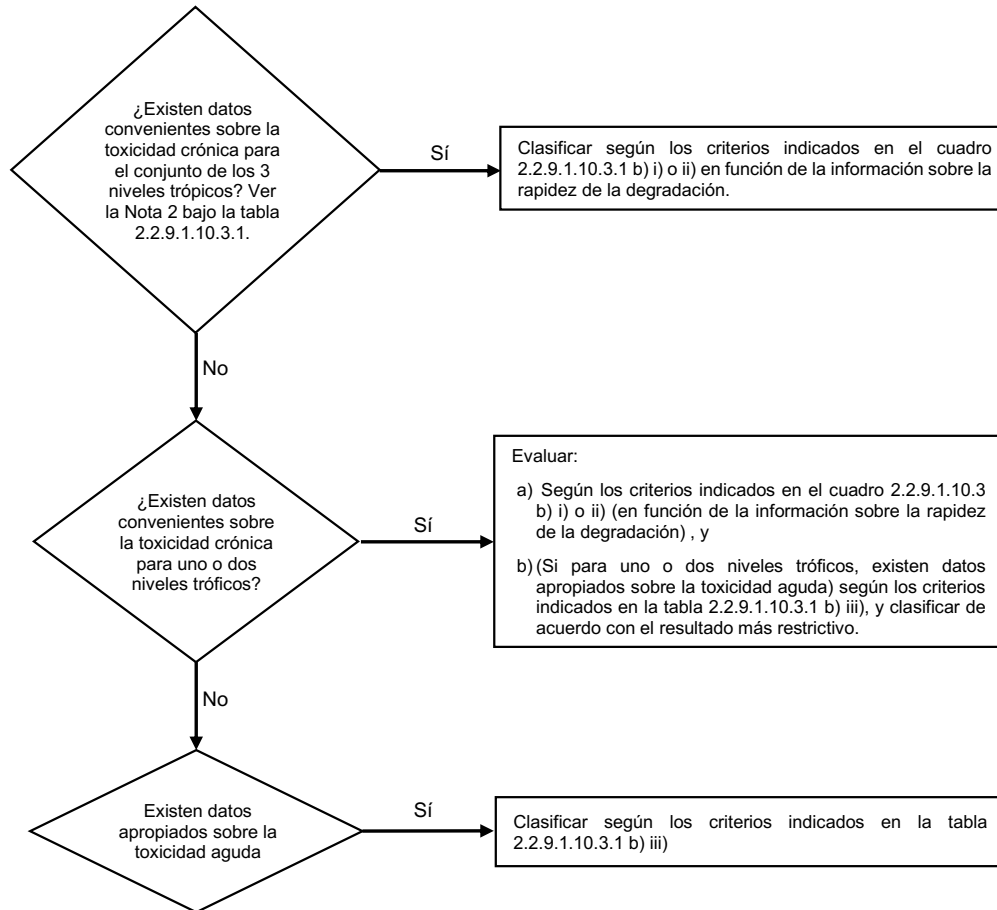 ¿Existen datos
convenientes sobre la
toxicidad crónica para
el conjunto de los 3
niveles trópicos? Ver
la Nota 2 bajo la tabla
2.2.9.1.10.3.1.
Sí
Clasificar según los criterios indicados en el cuadro
2.2.9.1.10.3.1 b) i) o ii) en función de la información sobre la
rapidez de la degradación.
No
¿Existen datos
convenientes sobre
la toxicidad crónica
para uno o dos
niveles tróficos?
Sí
Evaluar:
a) Según los criterios indicados en el cuadro 2.2.9.1.10.3
b) i) o ii) (en función de la información sobre la rapidez
de la degradación) , y
b) (Si para uno o dos niveles tróficos, existen datos
apropiados sobre la toxicidad aguda) según los criterios
indicados en la tabla 2.2.9.1.10.3.1 b) iii), y clasificar de
acuerdo con el resultado más restrictivo.
No
Existen datos
apropiados sobre la
toxicidad aguda
Sí
Clasificar según los criterios indicados en la tabla
2.2.9.1.10.3.1 b) iii)